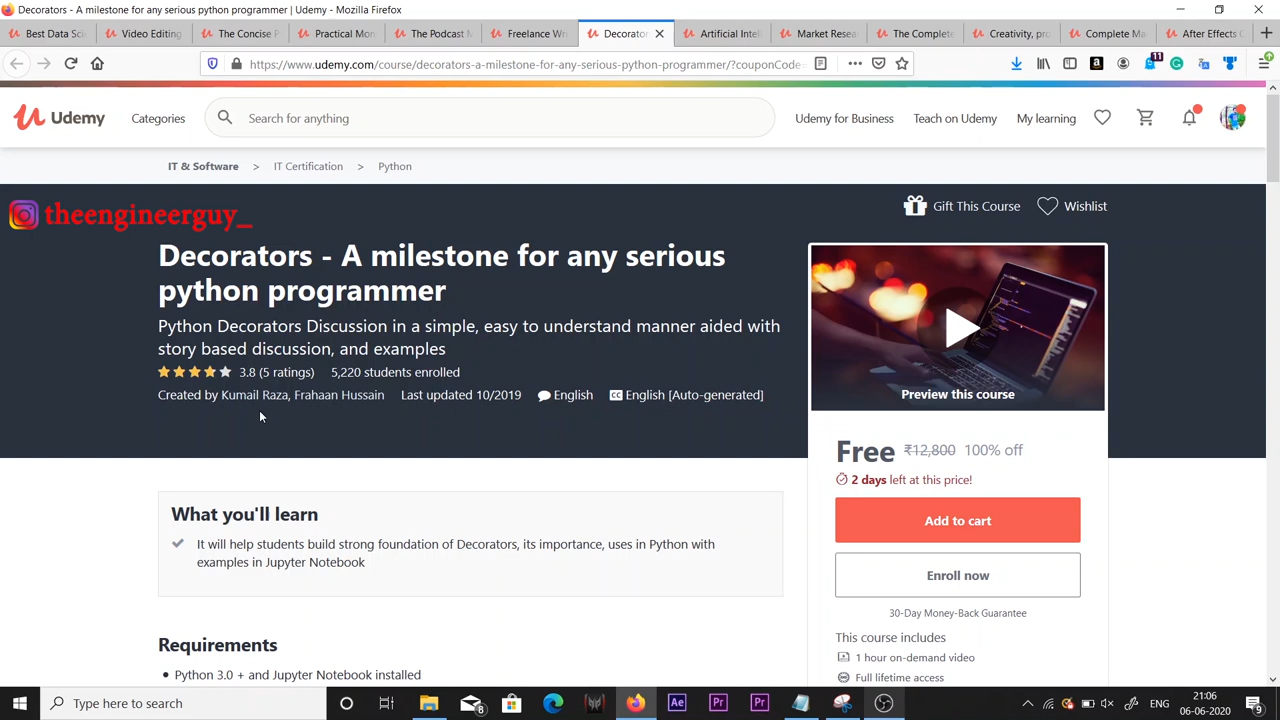 Decorators - A milestone for any serious python programmer | Udemy - Mozilla Firefox
Best Data Sci
Video Editing
The Concise P
Practical Mon
The Podcast M
Freelance Wri
Decorator
Artificial Intel
Market Resea
The Complete
Creativity, pro
Complete Ma
After Effects C
https://www.udemy.com/course/decorators-a-milestone-for-any-serious-python-programmer/?couponCode=
11
Udemy
Categories
Search for anything
Udemy for Business
Teach on Udemy
My learning
IT & Software > IT Certification > Python
theengineerguy_
Gift This Course
Wishlist
Decorators - A milestone for any serious
python programmer
Python Decorators Discussion in a simple, easy to understand manner aided with
story based discussion, and examples
3.8 (5 ratings) 5,220 students enrolled
Created by Kumail Raza, Frahaan Hussain Last updated 10/2019 English CC English [Auto-generated]
Preview this course
Free ₹12,800 100% off
2 days left at this price!
Add to cart
Enroll now
30-Day Money-Back Guarantee
This course includes
1 hour on-demand video
Full lifetime access
What you'll learn
It will help students build strong foundation of Decorators, its importance, uses in Python with
examples in Jupyter Notebook
Requirements
• Python 3.0 + and Jupyter Notebook installed
Type here to search
8
Ae
Pr
Pr
ENG
21:06
06-06-2020
9